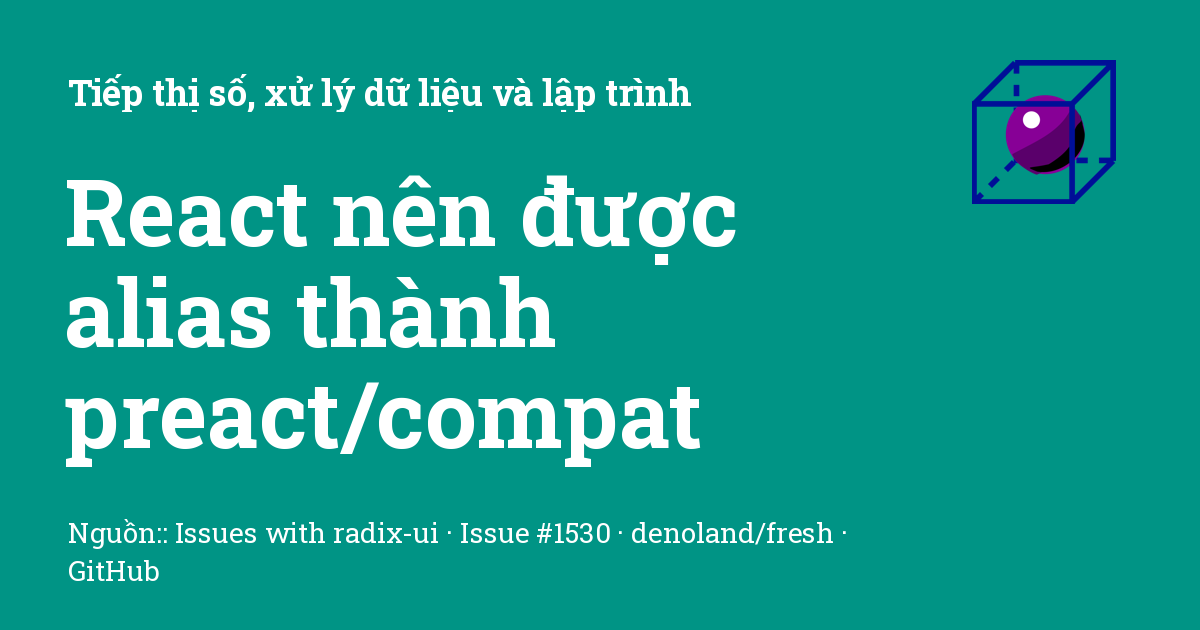 Tiếp thị số, xử lý dữ liệu và lập trình
React nên được
alias thành
preact/compat
Nguồn:: Issues with radix-ui · Issue #1530 · denoland/fresh ·
GitHub